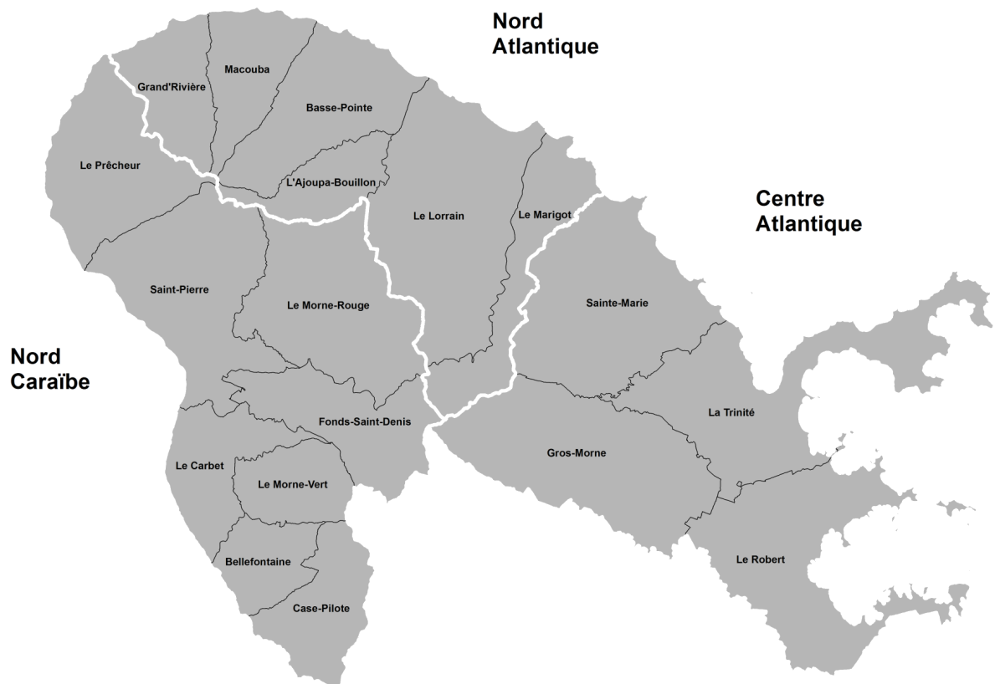 Nord
Atlantique
Macouba
Grand'Rivière
Basse-Pointe
Le Prêcheur
L'Ajoupa-Bouillon
Centre
Atlantique
Le Lorrain
Le Marigot
Saint-Pierre
Le Morne-Rouge
Sainte-Marie
Nord
Caraïbe
La Trinité
Fonds-Saint-Denis
Gros-Morne
Le Carbet
Le Morne-Vert
Bellefontaine
Le Robert
Case-Pilote